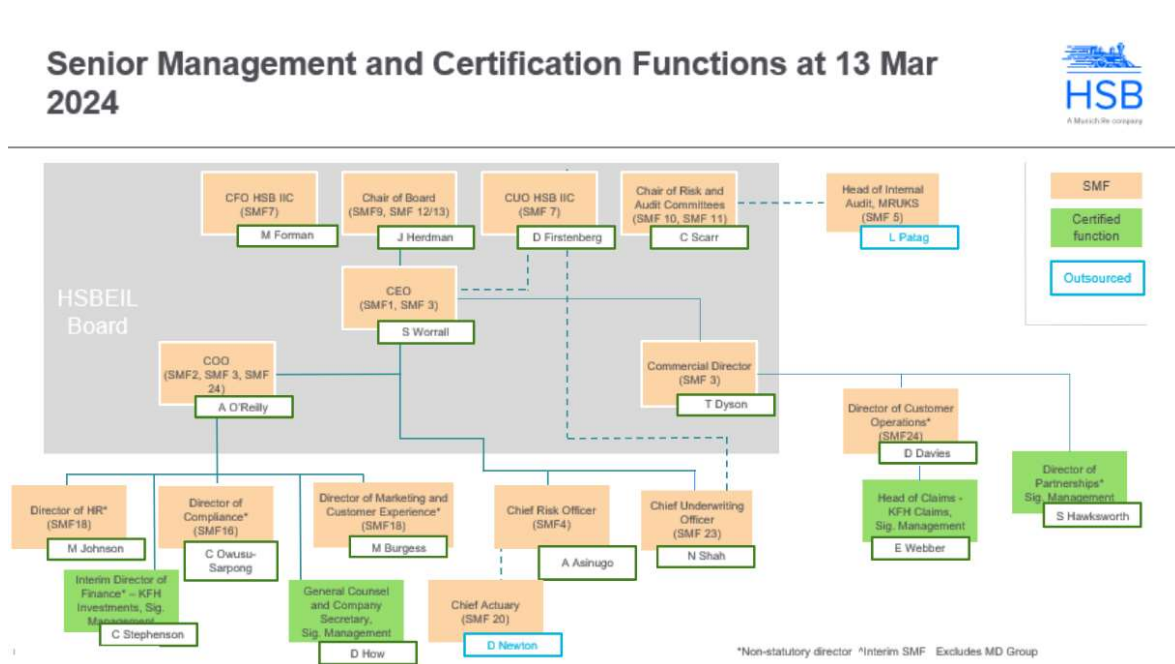 Senior Management and Certification Functions at 13 Mar
2024
HSB
A Munich Re company
CFO HSB IIC
(SMF7)
M Forman
Chair of Board
(SMF9, SMF 12/13)
J Herdman
CUO HSB IIC
(SMF 7)
D Firstenberg
Chair of Risk and
Audit Committees
(SMF 10, SMF 11)
C Scarr
Head of Internal
Audit, MRUKS
(SMF 5)
L Patag
SMF
Certified
function
Outsourced
HSBEIL
Board
CEO
(SMF1, SMF 3)
S Worrall
COO
(SMF2, SMF 3, SMF
24)
A O'Reilly
Commercial Director
(SMF 3)
T Dyson
Director of Customer
Operations*
(SMF24)
D Davies
Director of
Partnerships*
Sig. Management
S Hawksworth
Head of Claims -
KFH Claims,
Sig. Management
E Webber
Director of HR*
(SMF18)
M Johnson
Director of
Compliance*
(SMF16)
C Owusu-
Sarpong
Director of Marketing and
Customer Experience*
(SMF18)
M Burgess
Chief Risk Officer
(SMF4)
A Asinugo
Chief Underwriting
Officer
(SMF 23)
N Shah
Interim Director of
Finance* – KFH
Investments, Sig.
Management
C Stephenson
General Counsel
and Company
Secretary,
Sig. Management
D How
Chief Actuary
(SMF 20)
D Newton
*Non-statutory director ^Interim SMF Excludes MD Group